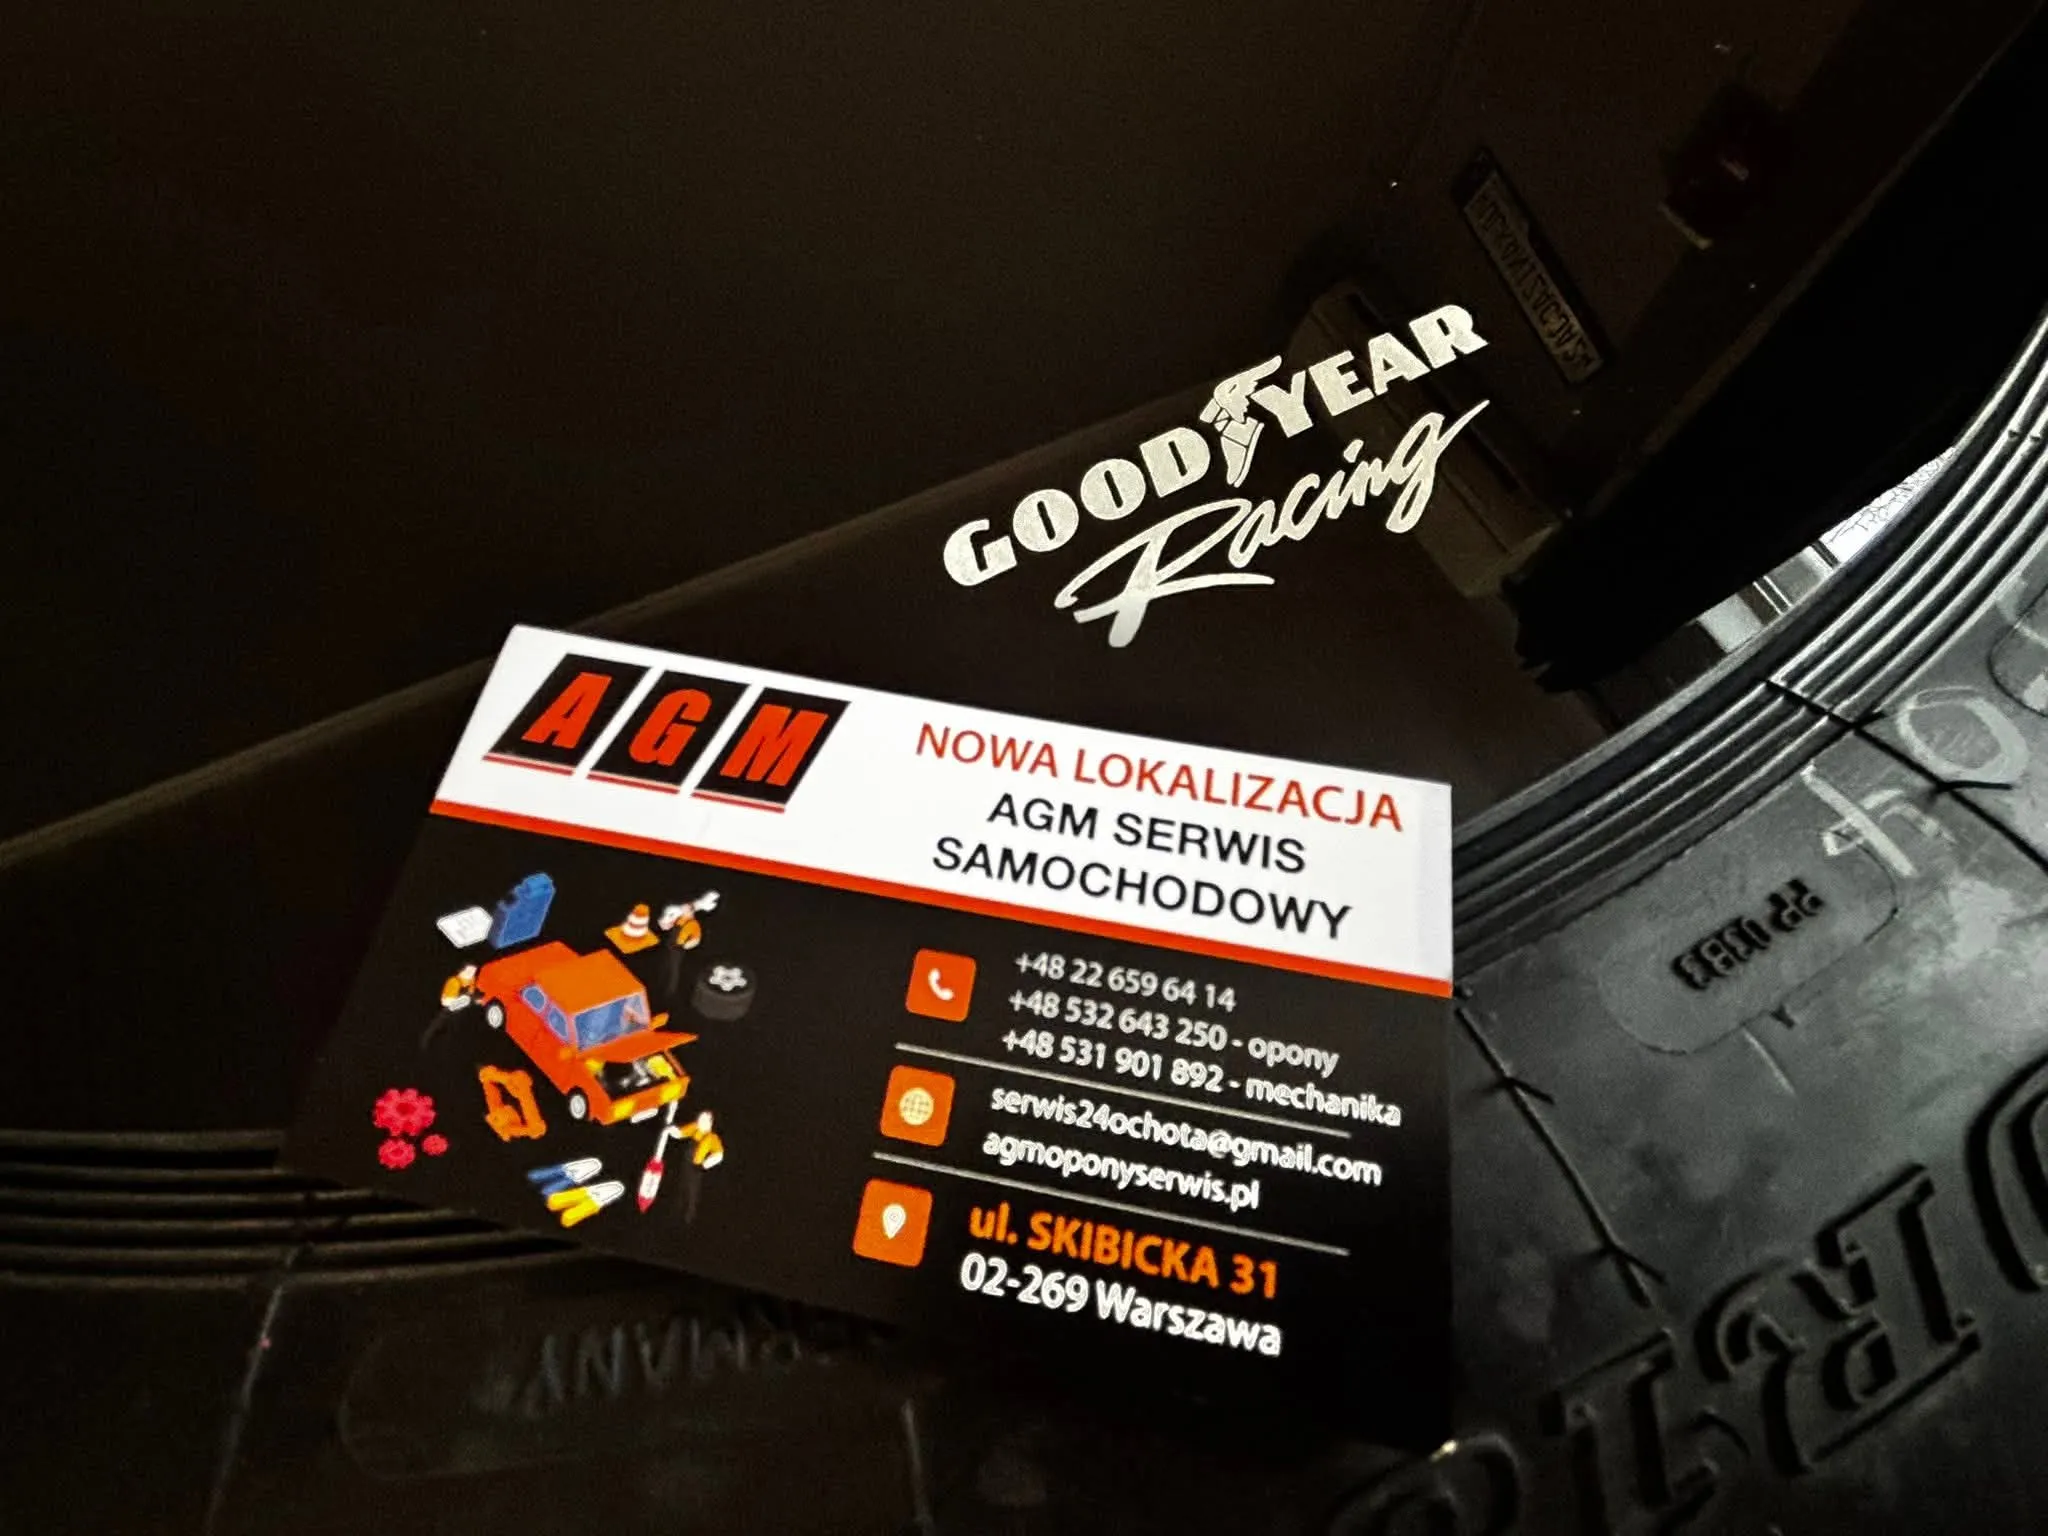 GOODYEAR
Racing
AGM
NOWA LOKALIZACJA
AGM SERWIS
SAMOCHODOWY
+48 22 659 64 14
+48 532 643 250 - opony
+48 531 901 892 - mechanika
serwis24ochota@gmail.com
agmoponyserwis.pl
ul. SKIBICKA 31
02-269 Warszawa